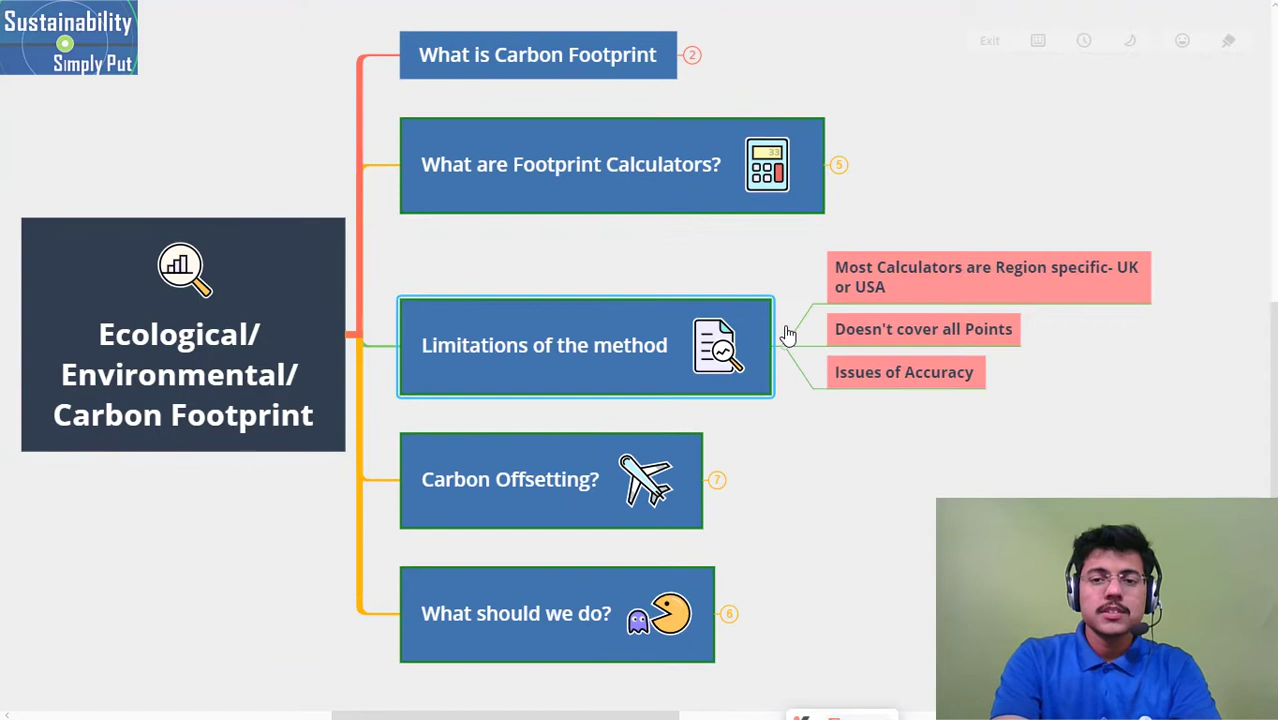 Sustainability
Simply Put
Exit
What is Carbon Footprint
2
What are Footprint Calculators?
33
5
Ecological/
Environmental/
Carbon Footprint
Limitations of the method
Most Calculators are Region specific- UK
or USA
Doesn't cover all Points
Issues of Accuracy
Carbon Offsetting?
7
What should we do?
6